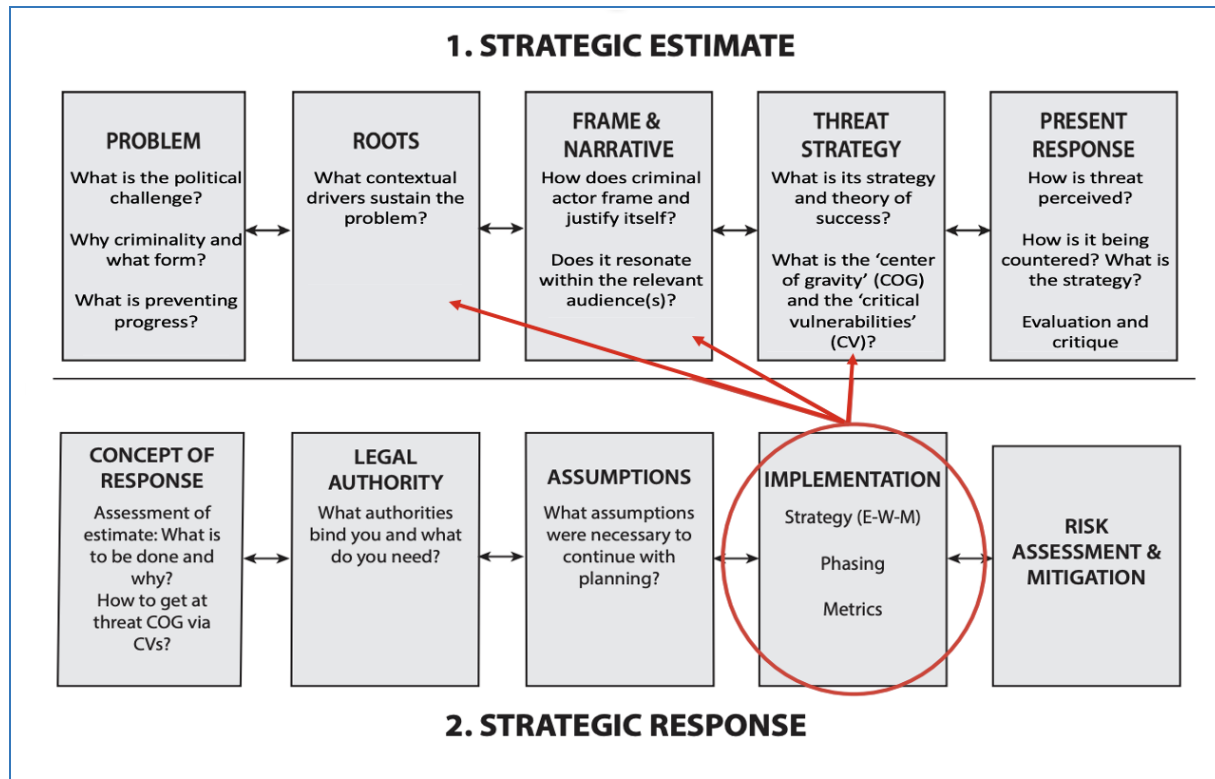 1. STRATEGIC ESTIMATE
PROBLEM
What is the political
challenge?
Why criminality and
what form?
What is preventing
progress?
ROOTS
What contextual
drivers sustain the
problem?
FRAME &
NARRATIVE
How does criminal
actor frame and
justify itself?
Does it resonate
within the relevant
audience(s)?
THREAT
STRATEGY
What is its strategy
and theory of
success?
What is the ‘center
of gravity’ (COG)
and the ‘critical
vulnerabilities’
(CV)?
PRESENT
RESPONSE
How is threat
perceived?
How is it being
countered? What is
the strategy?
Evaluation and
critique
CONCEPT OF
RESPONSE
Assessment of
estimate: What is
to be done and
why?
How to get at
threat COG via
CVs?
LEGAL
AUTHORITY
What authorities
bind you and what
do you need?
ASSUMPTIONS
What assumptions
were necessary to
continue with
planning?
IMPLEMENTATION
Strategy (E-W-M)
Phasing
Metrics
RISK
ASSESSMENT &
MITIGATION
2. STRATEGIC RESPONSE